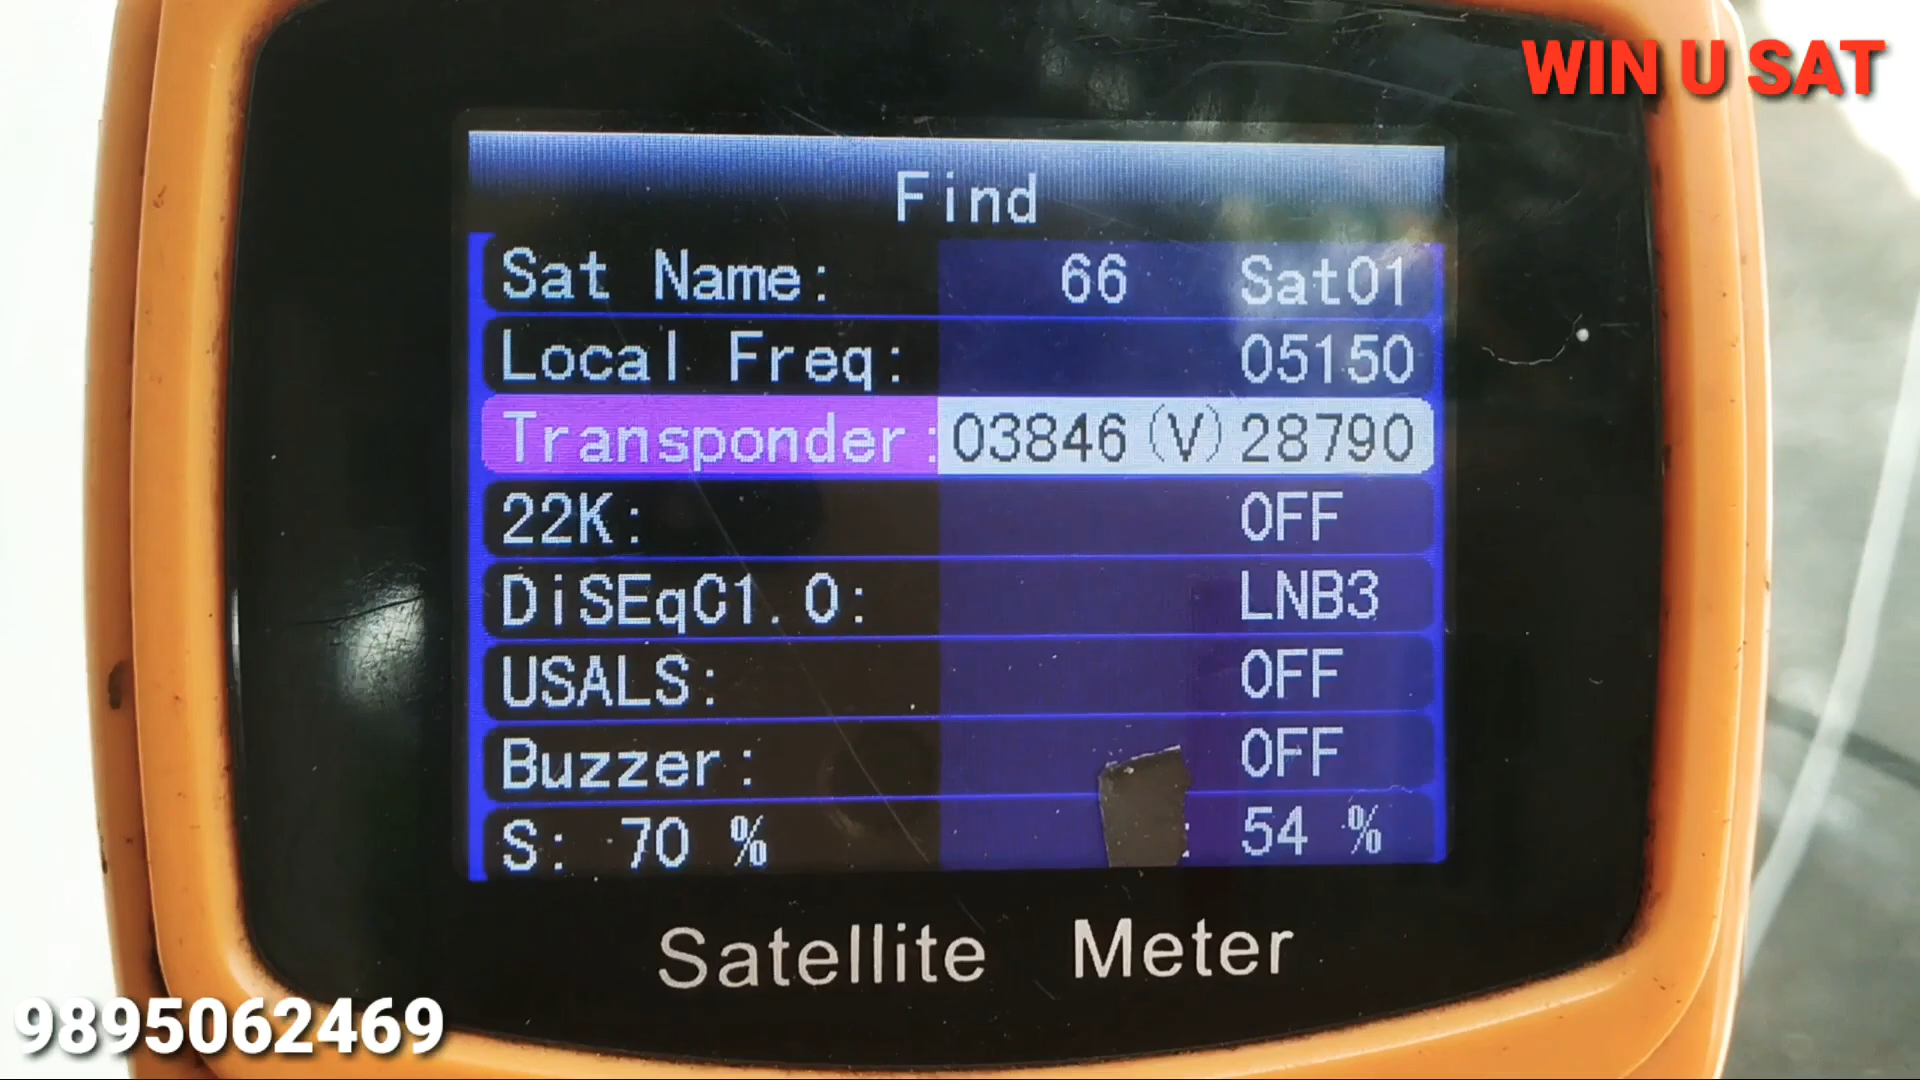 WIN U SAT
Find
Sat Name: 66 Sat01
Local Freq: 05150
Transponder: 03846 (V) 28790
22K: OFF
DiSEqC1.0: LNB3
USALS: OFF
Buzzer: OFF
S: 70 % : 54 %
Satellite Meter
9895062469